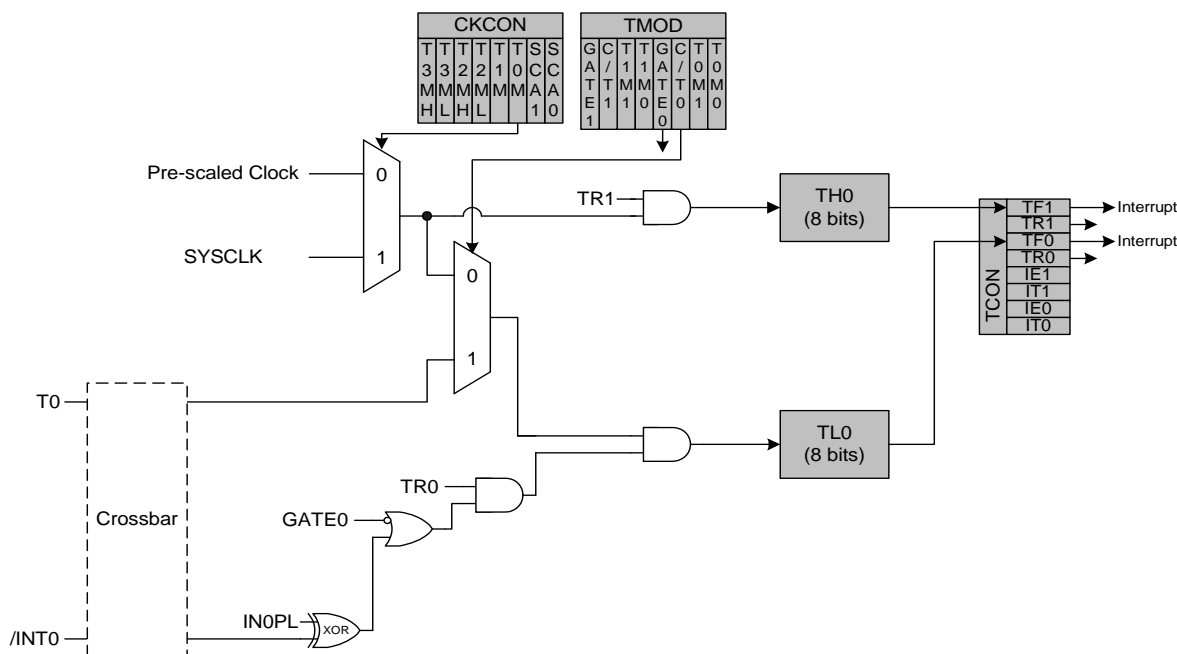 CKCON
T3MH
T3ML
T2MH
T2ML
T1M
T0M
SCA1
SCA0
TMOD
GATE1
C/T1
T1M1
T1M0
GATE0
C/T0
T0M1
T0M0
Pre-scaled Clock
0
SYSCLK
1
TR1
TH0
(8 bits)
TCON
TF1
TR1
TF0
TR0
IE1
IT1
IE0
IT0
Interrupt
Interrupt
0
1
T0
Crossbar
/INT0
TL0
(8 bits)
TR0
GATE0
IN0PL
XOR